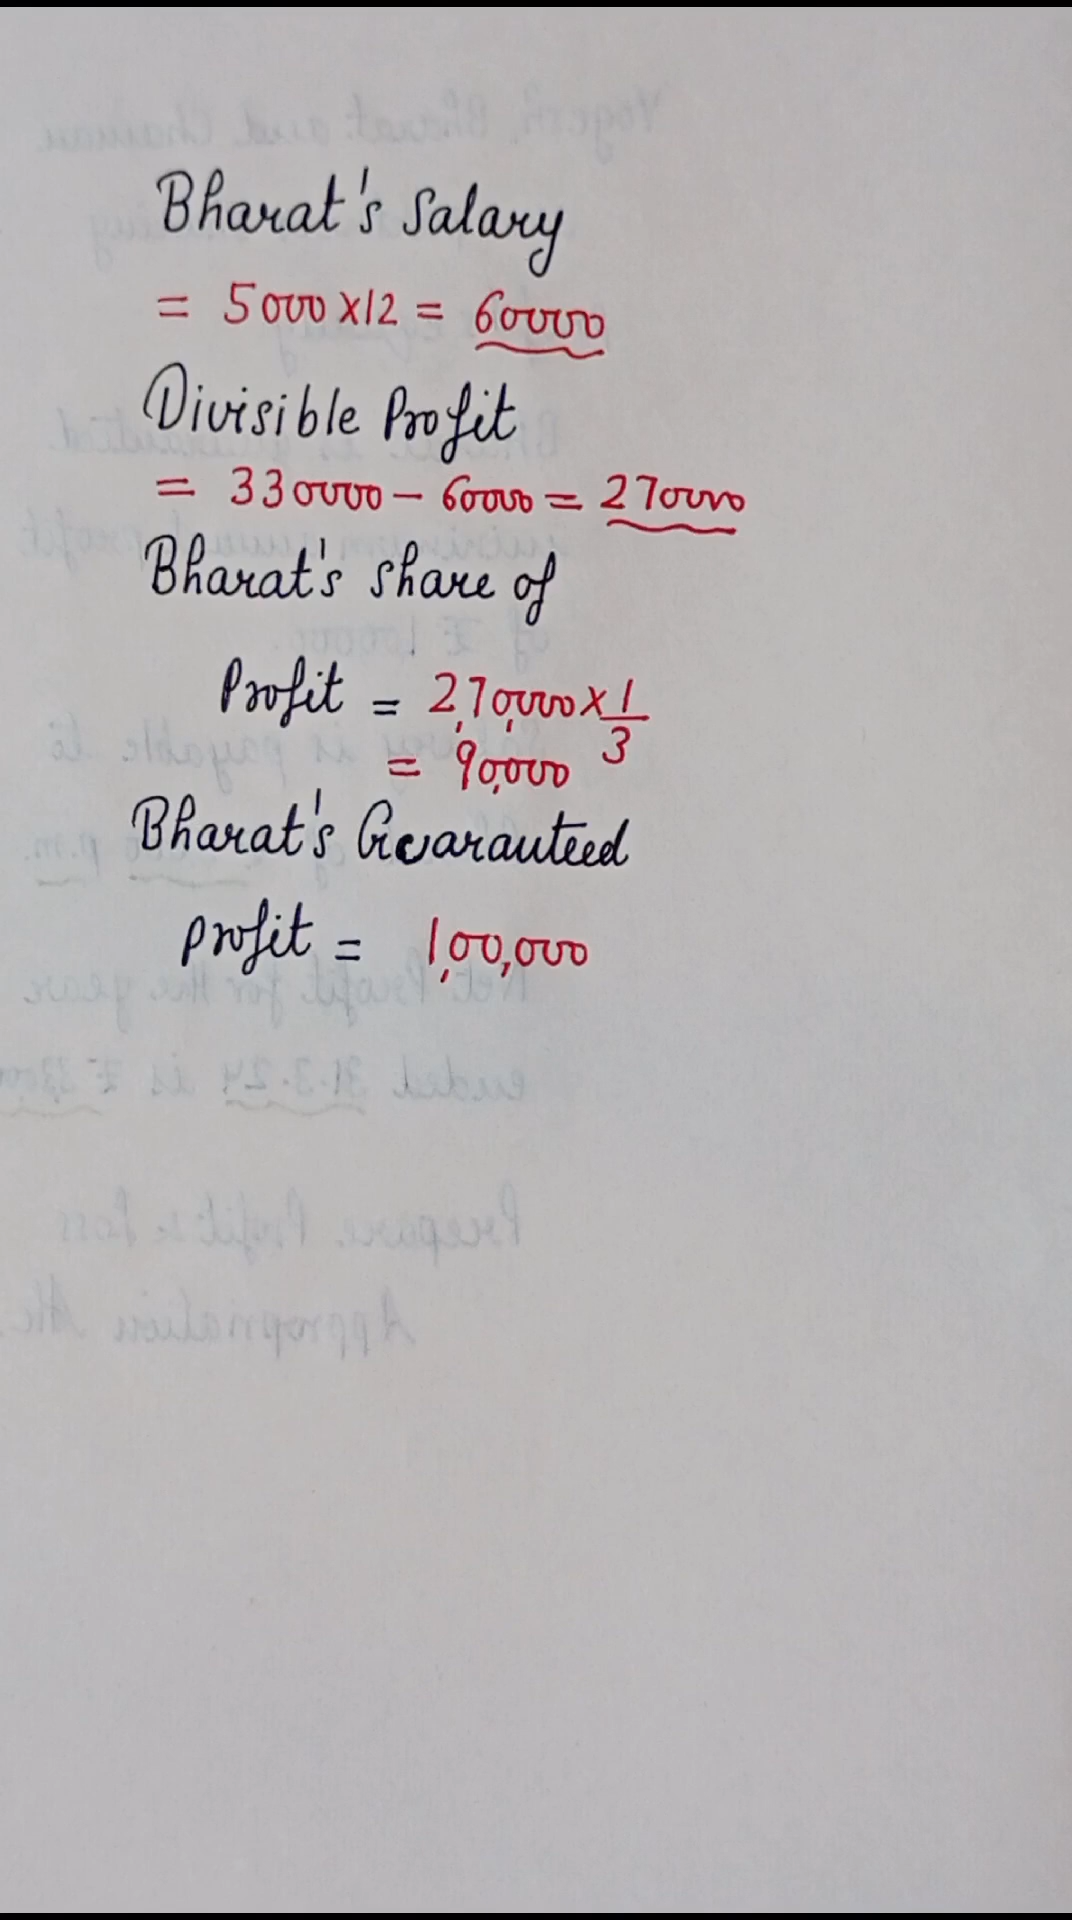 Bharat's Salary
= 5000 x 12 = 60000
Divisible Profit
= 330000 - 60000 = 270000
Bharat's share of
Profit = 2,70,000 x 1/3
= 90,000
Bharat's Guaranteed
profit = 1,00,000